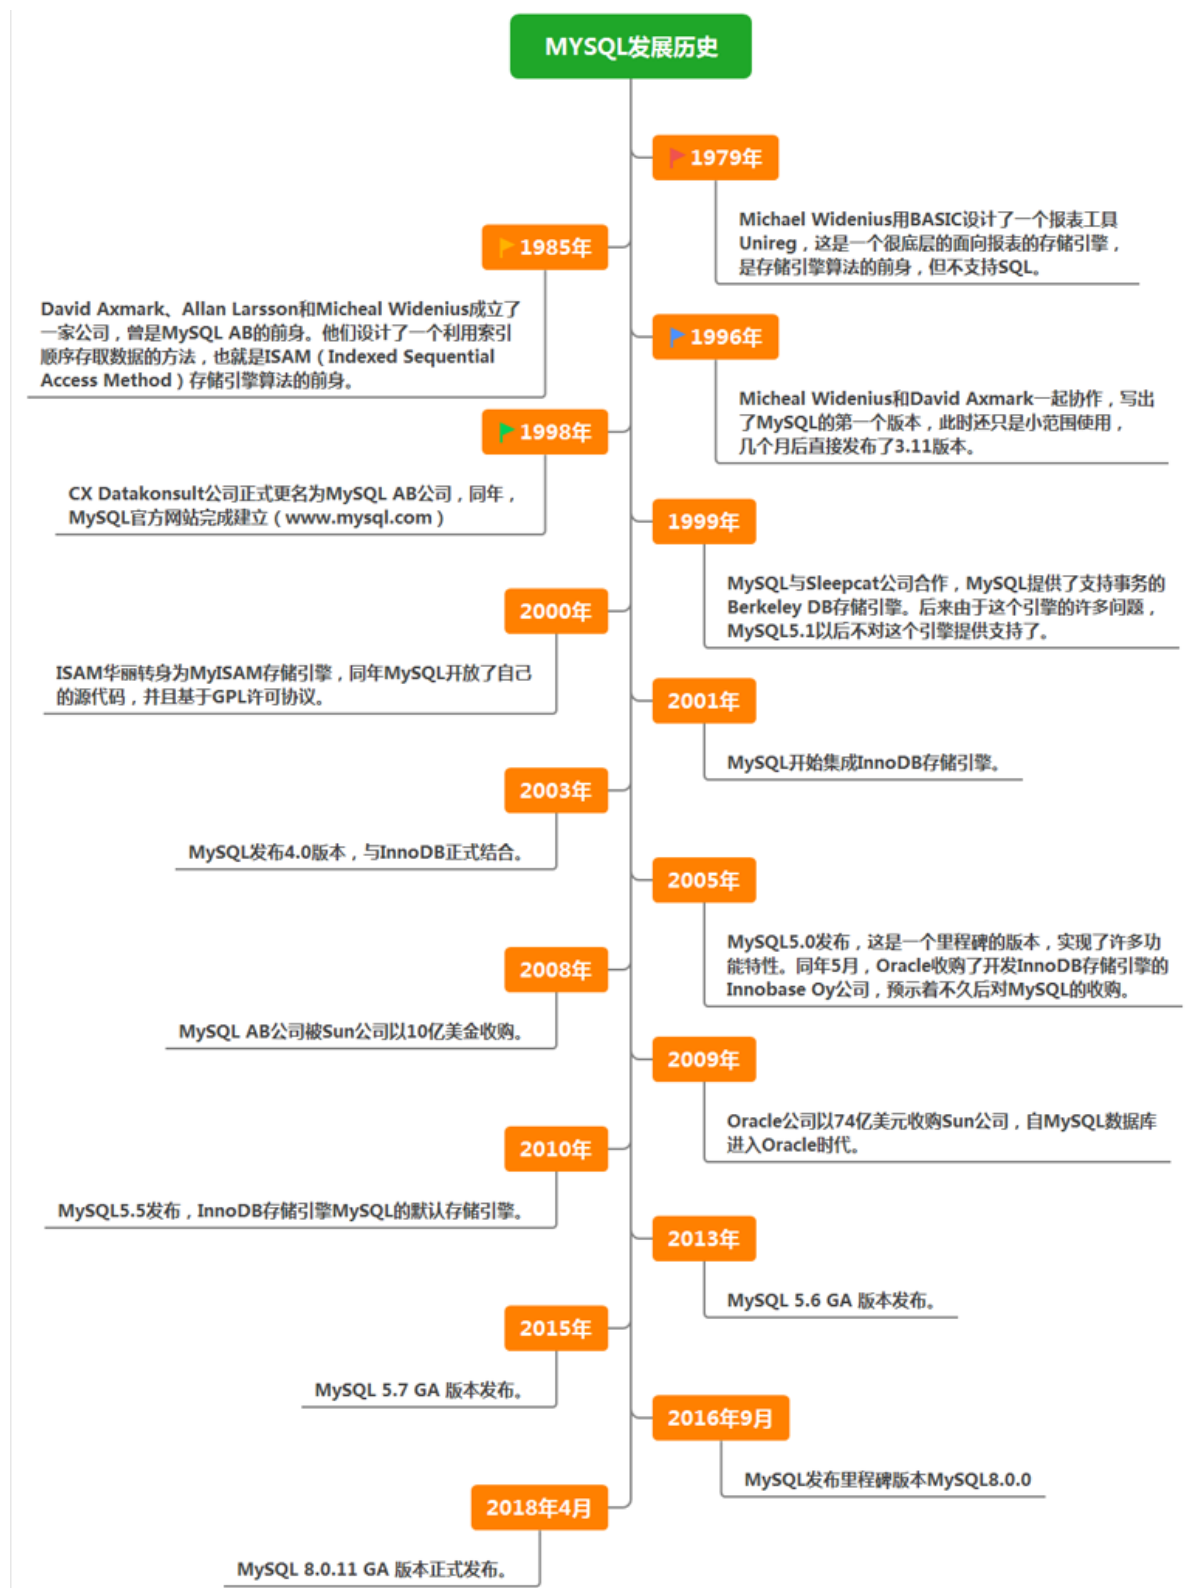 MYSQL发展历史
1979年
Michael Widenius用BASIC设计了一个报表工具
Unireg，这是一个很底层的面向报表的存储引擎，
是存储引擎算法的前身，但不支持SQL。
1985年
David Axmark、Allan Larsson和Micheal Widenius成立了
一家公司，曾是MySQL AB的前身。他们设计了一个利用索引
顺序存取数据的方法，也就是ISAM（Indexed Sequential
Access Method）存储引擎算法的前身。
1996年
Micheal Widenius和David Axmark一起协作，写出
了MySQL的第一个版本，此时还只是小范围使用，
几个月后直接发布了3.11版本。
1998年
CX Datakonsult公司正式更名为MySQL AB公司，同年，
MySQL官方网站完成建立（www.mysql.com）
1999年
MySQL与Sleepcat公司合作，MySQL提供了支持事务的
Berkeley DB存储引擎。后来由于这个引擎的许多问题，
MySQL5.1以后不对这个引擎提供支持了。
2000年
ISAM华丽转身为MyISAM存储引擎，同年MySQL开放了自己
的源代码，并且基于GPL许可协议。
2001年
MySQL开始集成InnoDB存储引擎。
2003年
MySQL发布4.0版本，与InnoDB正式结合。
2005年
MySQL5.0发布，这是一个里程碑的版本，实现了许多功
能特性。同年5月，Oracle收购了开发InnoDB存储引擎的
Innobase Oy公司，预示着不久后对MySQL的收购。
2008年
MySQL AB公司被Sun公司以10亿美金收购。
2009年
Oracle公司以74亿美元收购Sun公司，自MySQL数据库
进入Oracle时代。
2010年
MySQL5.5发布，InnoDB存储引擎MySQL的默认存储引擎。
2013年
MySQL 5.6 GA 版本发布。
2015年
MySQL 5.7 GA 版本发布。
2016年9月
MySQL发布里程碑版本MySQL8.0.0
2018年4月
MySQL 8.0.11 GA 版本正式发布。